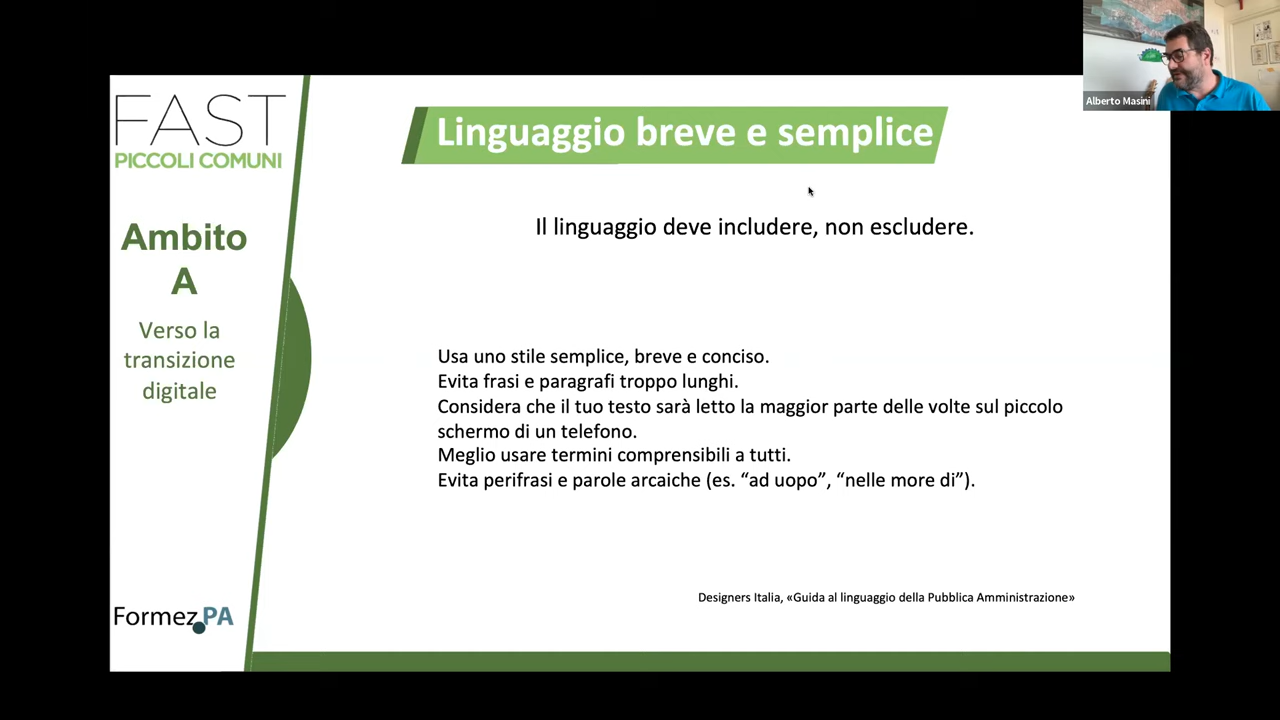 Alberto Masini
FAST
PICCOLI COMUNI
Ambito
A
Verso la
transizione
digitale
Formez.PA
Linguaggio breve e semplice
Il linguaggio deve includere, non escludere.
Usa uno stile semplice, breve e conciso.
Evita frasi e paragrafi troppo lunghi.
Considera che il tuo testo sarà letto la maggior parte delle volte sul piccolo
schermo di un telefono.
Meglio usare termini comprensibili a tutti.
Evita perifrasi e parole arcaiche (es. “ad uopo”, “nelle more di”).
Designers Italia, «Guida al linguaggio della Pubblica Amministrazione»